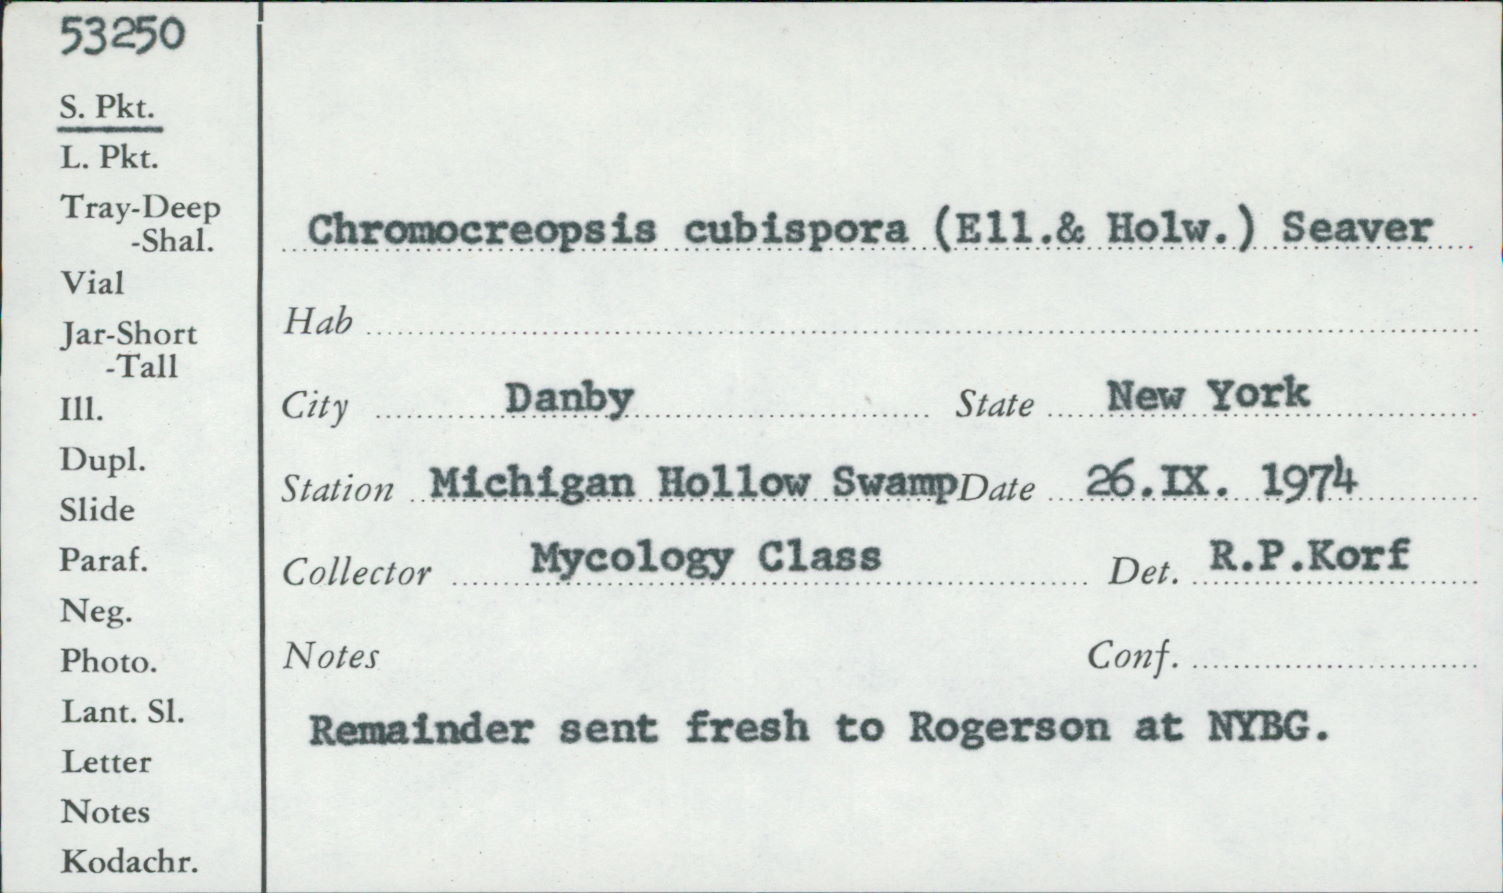 53250
S. Pkt.
L. Pkt.
Tray-Deep
-Shal.
Vial
Jar-Short
-Tall
Ill.
Dupl.
Slide
Paraf.
Neg.
Photo.
Lant. Sl.
Letter
Notes
Kodachr.
Chromocreopsis cubispora (Ell.& Holw.) Seaver
Hab
City Danby State New York
Station Michigan Hollow Swamp Date 26.IX. 1974
Collector Mycology Class Det. R.P.Korf
Notes Conf.
Remainder sent fresh to Rogerson at NYBG.